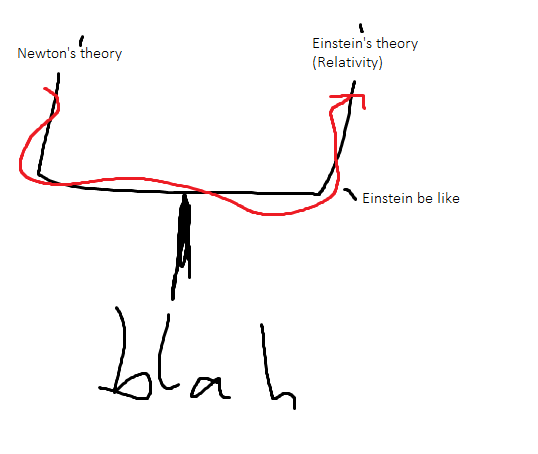 Newton's theory
Einstein's theory
(Relativity)
Einstein be like
blah